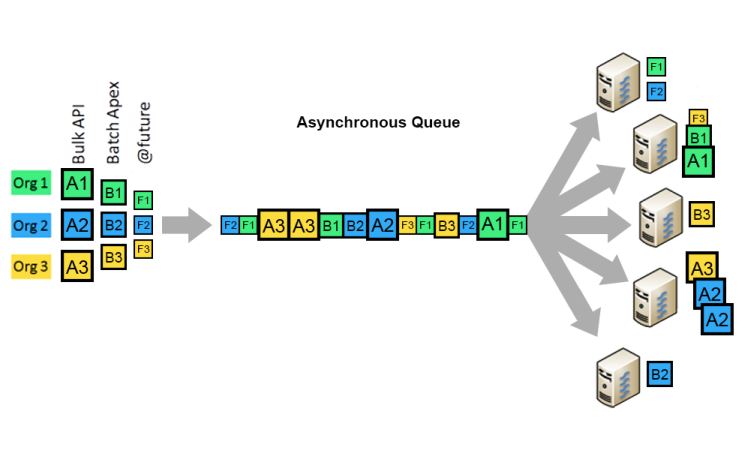 Bulk API
Batch Apex
@future
Asynchronous Queue
Org 1
A1
B1
F1
Org 2
A2
B2
F2
Org 3
A3
B3
F3
F2 F1 A3 A3 B1 B2 A2 F3 F1 B3 F2 A1 F1
F1
F2
F3
B1
A1
B3
A3
A2
A2
B2